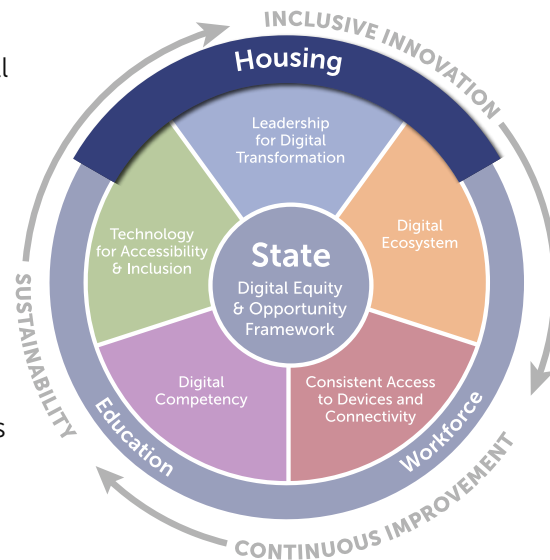 INCLUSIVE INNOVATION
Housing
Leadership
for Digital
Transformation
Technology
for Accessibility
& Inclusion
Digital
Ecosystem
State
Digital Equity
& Opportunity
Framework
Digital
Competency
Consistent Access
to Devices and
Connectivity
Education
Workforce
SUSTAINABILITY
CONTINUOUS IMPROVEMENT